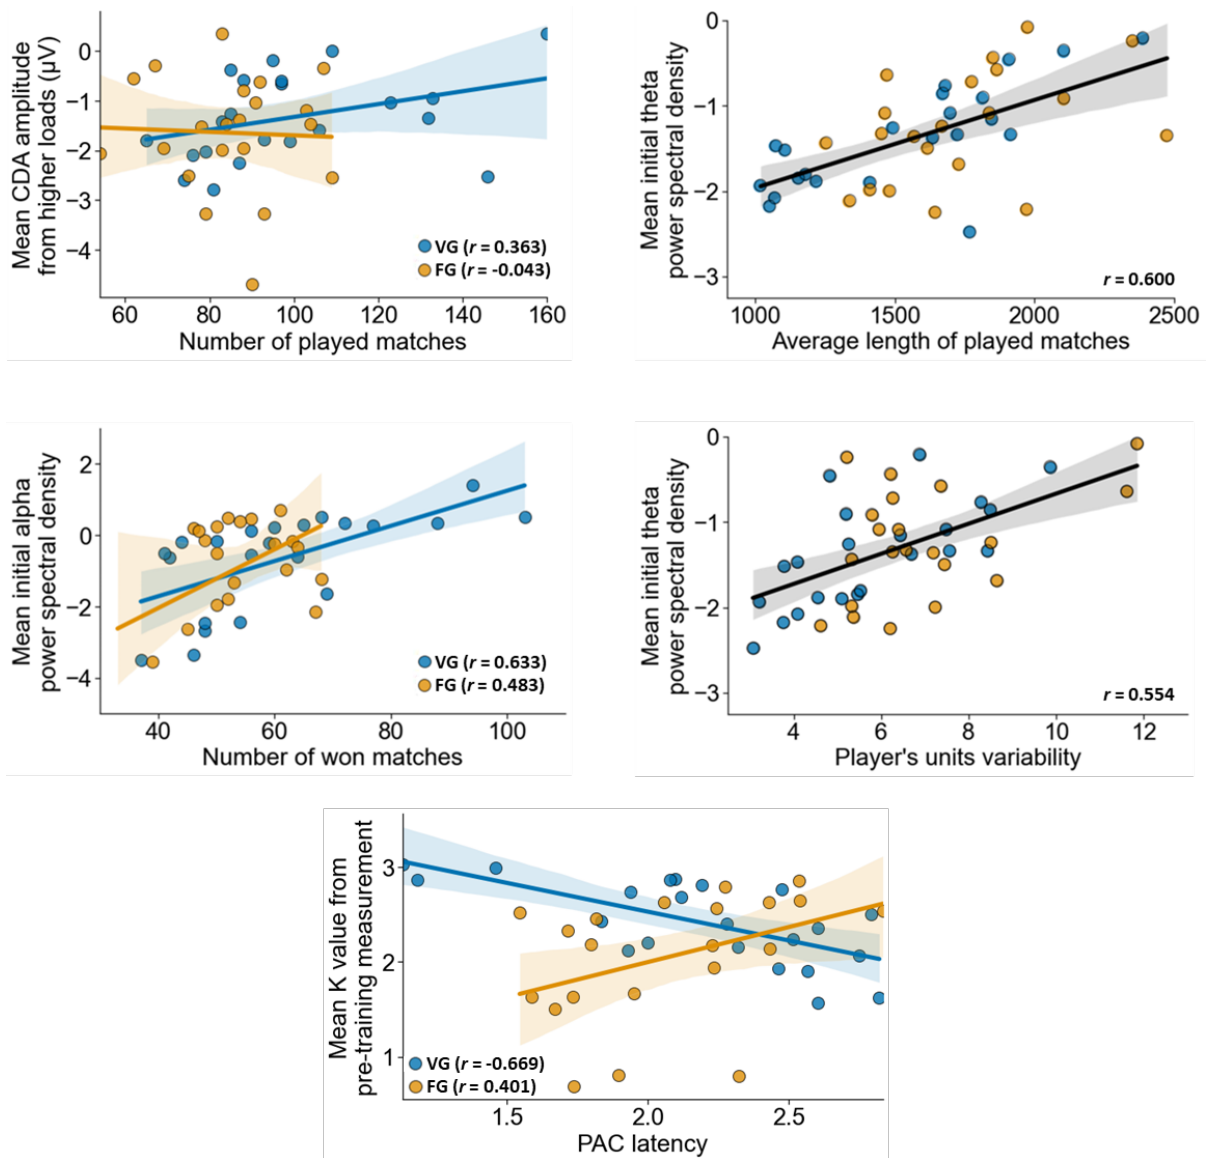 Mean CDA amplitude
from higher loads (µV)
0
−1
−2
−3
−4
VG (r = 0.363)
FG (r = -0.043)
60 80 100 120 140 160
Number of played matches
Mean initial theta
power spectral density
0
−1
−2
−3
r = 0.600
1000 1500 2000 2500
Average length of played matches
Mean initial alpha
power spectral density
2
0
−2
−4
VG (r = 0.633)
FG (r = 0.483)
40 60 80 100
Number of won matches
Mean initial theta
power spectral density
0
−1
−2
−3
r = 0.554
4 6 8 10 12
Player's units variability
Mean K value from
pre-training measurement
3
2
1
VG (r = -0.669)
FG (r = 0.401)
1.5 2.0 2.5
PAC latency